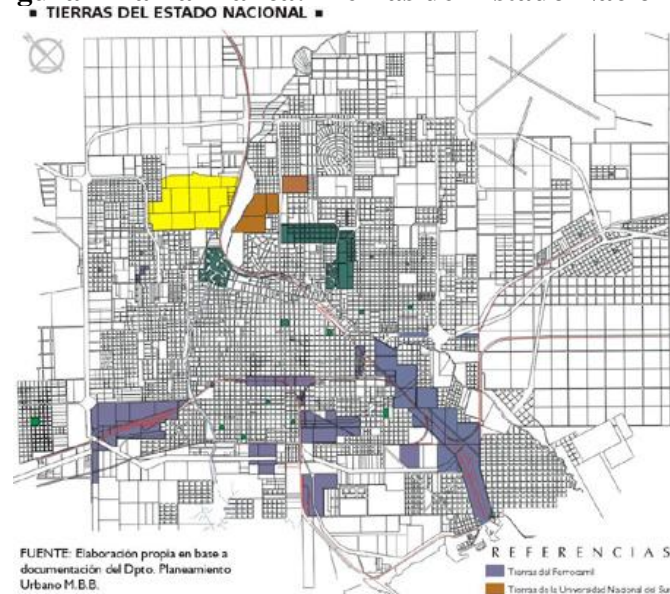 ▪ TIERRAS DEL ESTADO NACIONAL ▪
FUENTE: Elaboración propia en base a
documentación del Dpto. Planeamiento
Urbano M.B.B.
REFERENCIAS
Tierras del Ferrocarril
Tierras de la Universidad Nacional del Sur